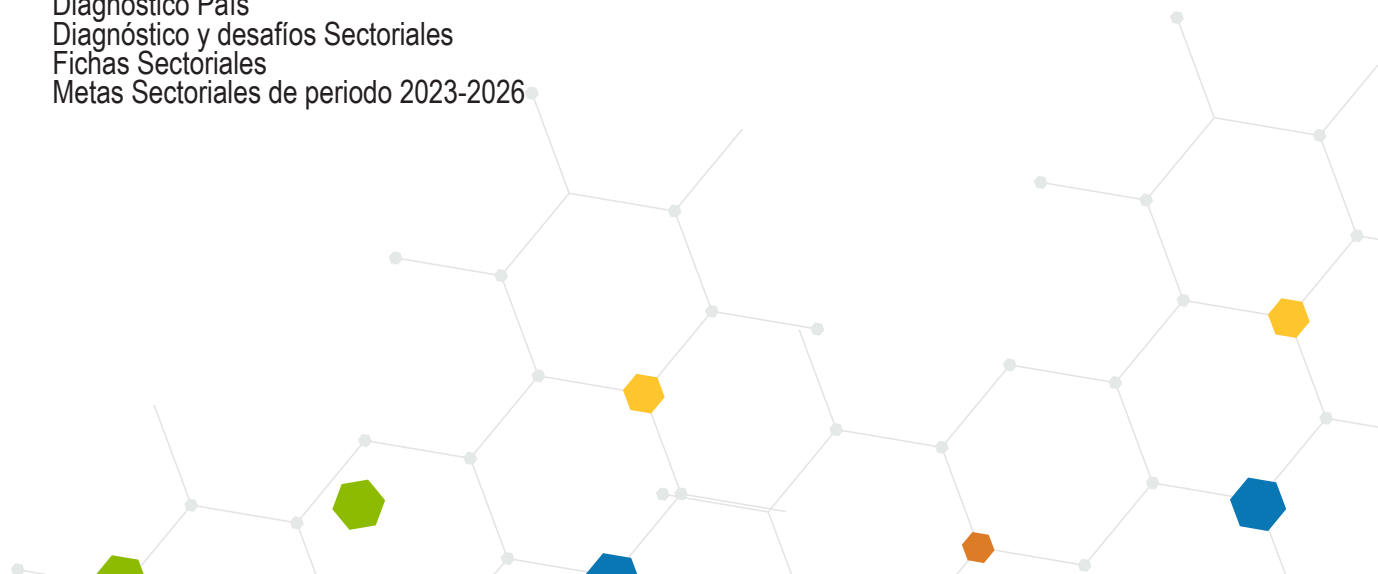 Diagnóstico País
Diagnóstico y desafíos Sectoriales
Fichas Sectoriales
Metas Sectoriales de periodo 2023-2026